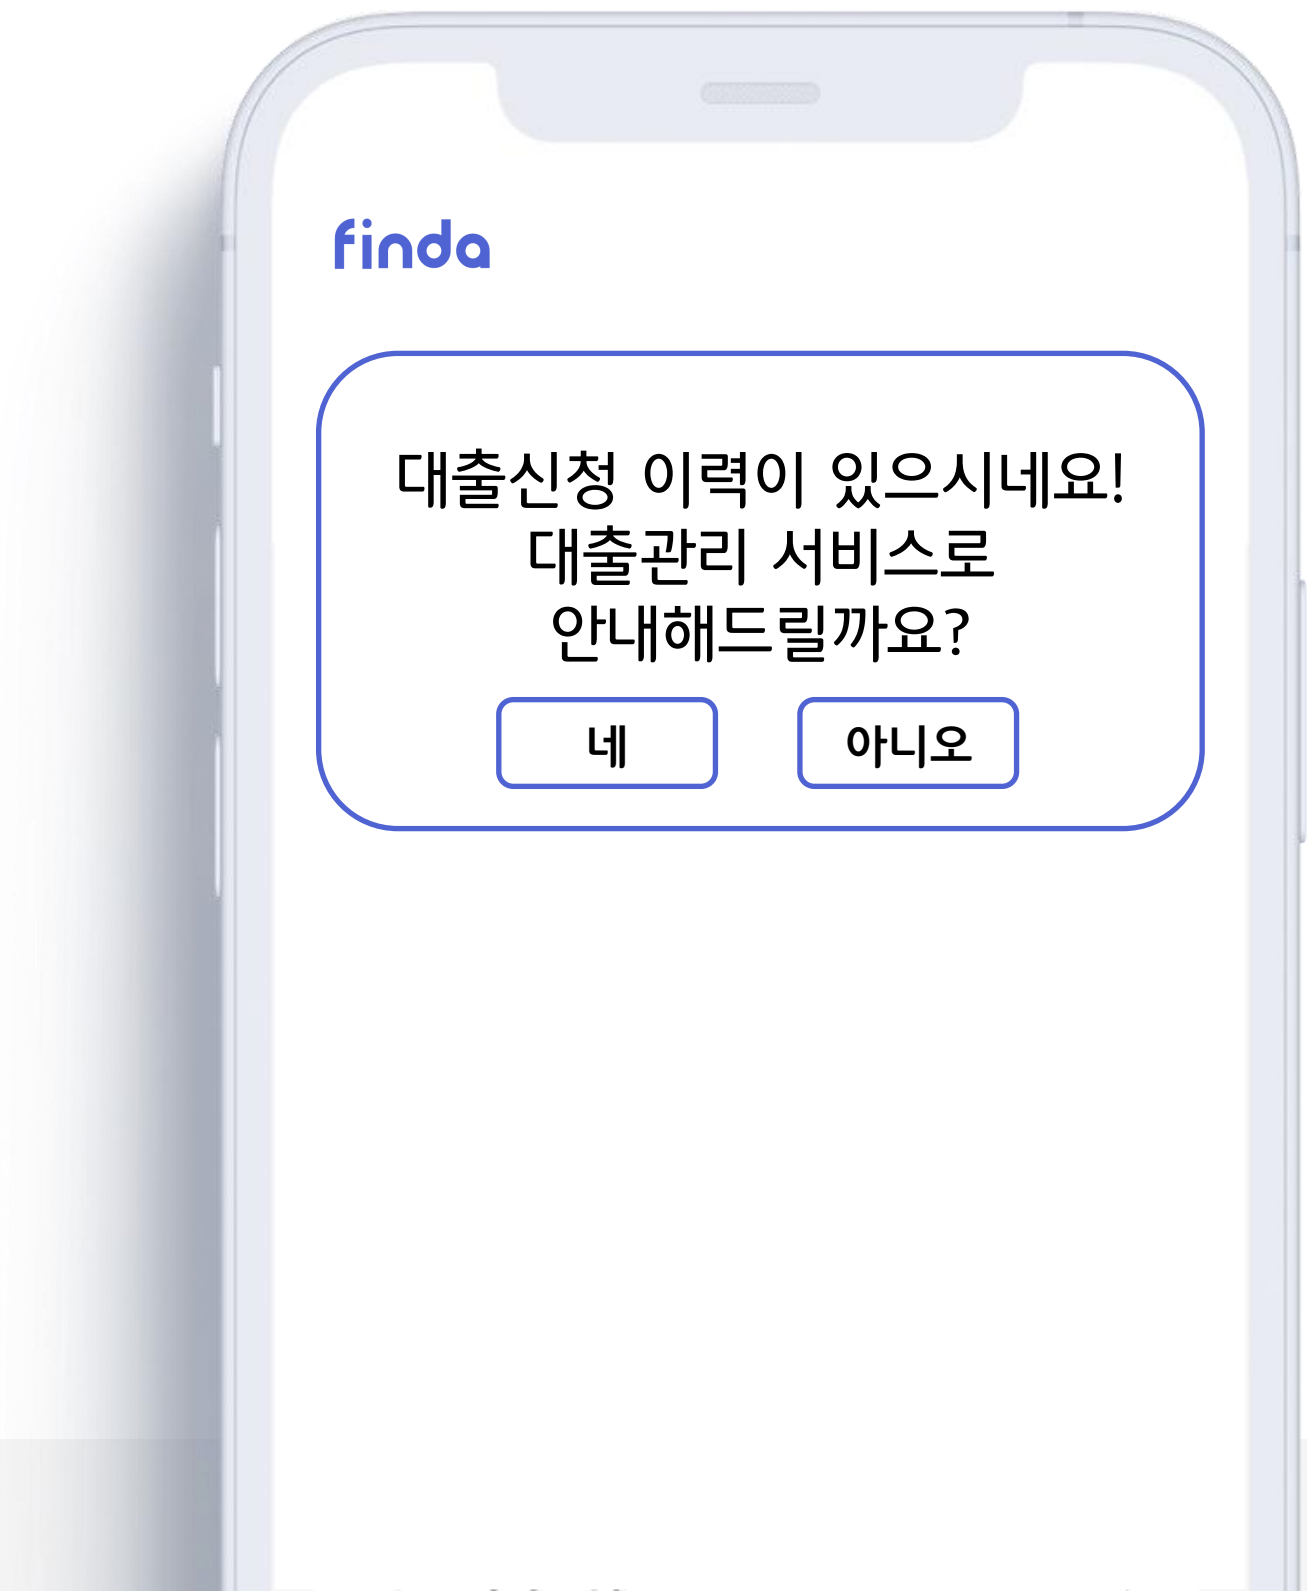 finda
대출신청 이력이 있으시네요!
대출관리 서비스로
안내해드릴까요?
네 아니오